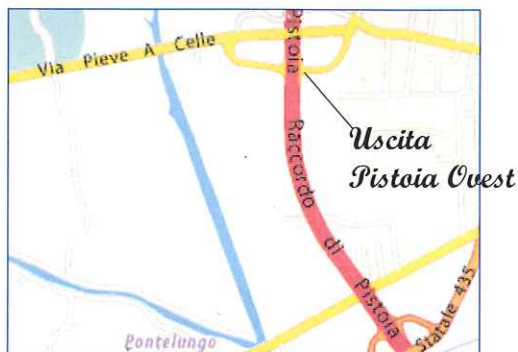 Pistoia
Via Pieve A Celle
Uscita
Pistoia Ovest
Raccordo di Pistoia
Statale 435
Pontelungo